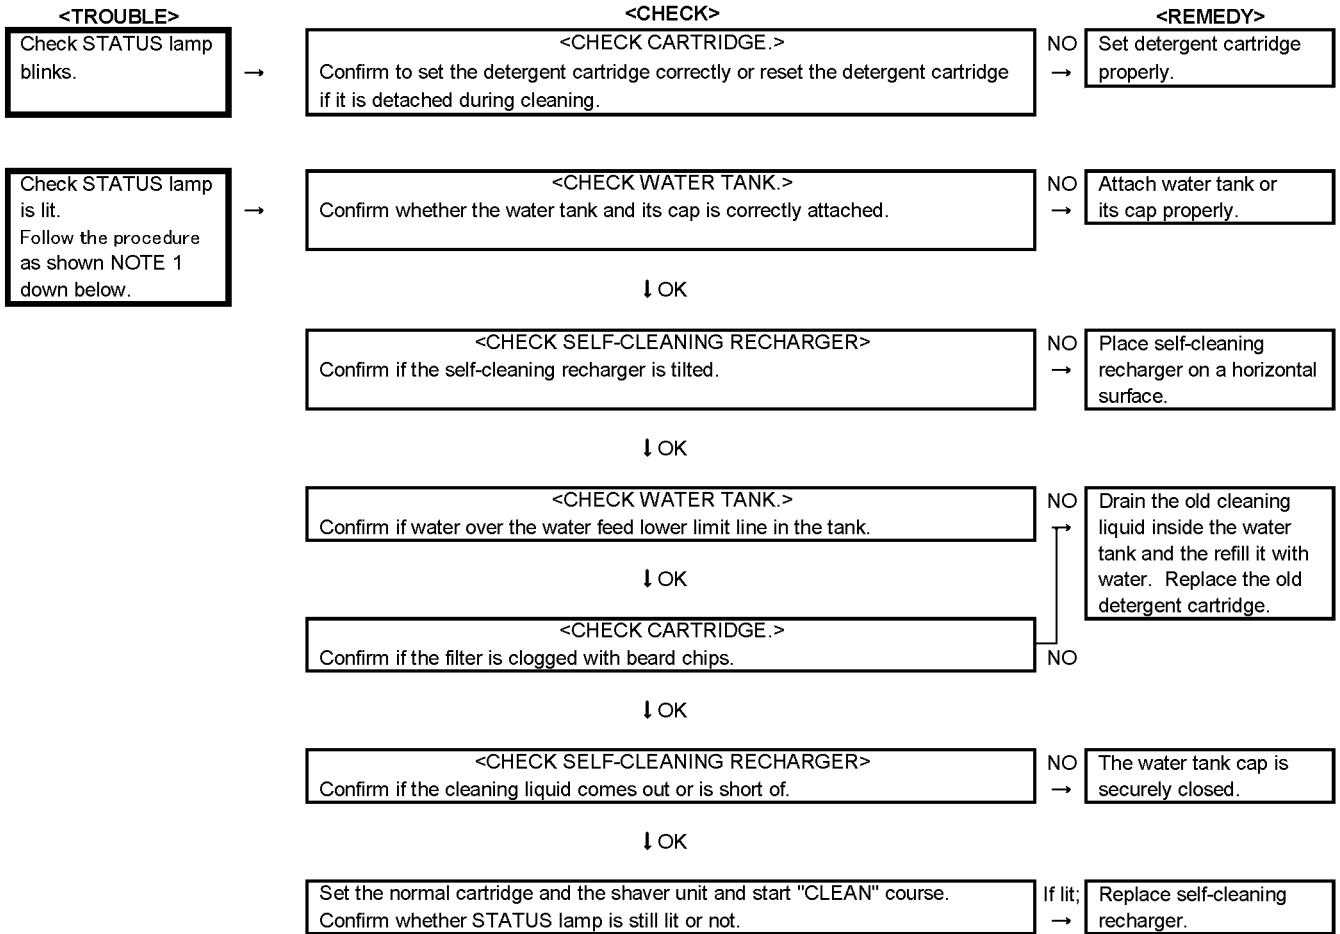 <TROUBLE> <CHECK> <REMEDY>
Check STATUS lamp
blinks.
→
<CHECK CARTRIDGE.>
Confirm to set the detergent cartridge correctly or reset the detergent cartridge
if it is detached during cleaning.
NO
→
Set detergent cartridge
properly.
Check STATUS lamp
is lit.
Follow the procedure
as shown NOTE 1
down below.
→
<CHECK WATER TANK.>
Confirm whether the water tank and its cap is correctly attached.
NO
→
Attach water tank or
its cap properly.
↓ OK
<CHECK SELF-CLEANING RECHARGER>
Confirm if the self-cleaning recharger is tilted.
NO
→
Place self-cleaning
recharger on a horizontal
surface.
↓ OK
<CHECK WATER TANK.>
Confirm if water over the water feed lower limit line in the tank.
NO
→
Drain the old cleaning
liquid inside the water
tank and the refill it with
water.  Replace the old
detergent cartridge.
↓ OK
<CHECK CARTRIDGE.>
Confirm if the filter is clogged with beard chips.
NO
↓ OK
<CHECK SELF-CLEANING RECHARGER>
Confirm if the cleaning liquid comes out or is short of.
NO
→
The water tank cap is
securely closed.
↓ OK
Set the normal cartridge and the shaver unit and start "CLEAN" course.
Confirm whether STATUS lamp is still lit or not.
If lit;
→
Replace self-cleaning
recharger.